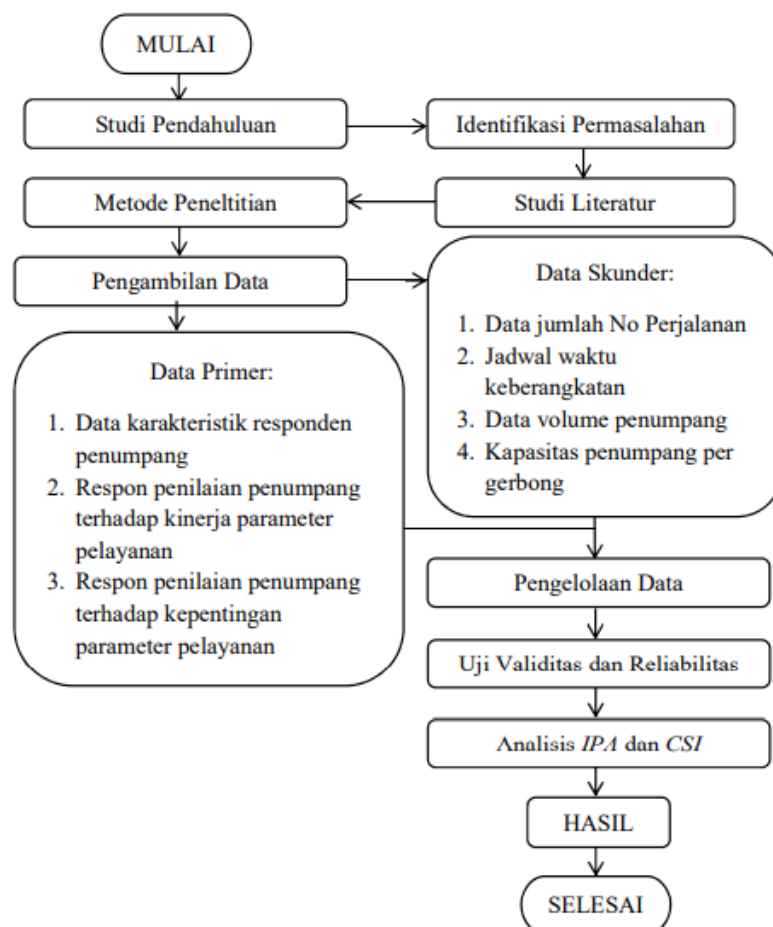 MULAI
Studi Pendahuluan
Identifikasi Permasalahan
Studi Literatur
Metode Peneltitian
Pengambilan Data
Data Skunder:
1. Data jumlah No Perjalanan
2. Jadwal waktu
keberangkatan
3. Data volume penumpang
4. Kapasitas penumpang per
gerbong
Data Primer:
1. Data karakteristik responden
penumpang
2. Respon penilaian penumpang
terhadap kinerja parameter
pelayanan
3. Respon penilaian penumpang
terhadap kepentingan
parameter pelayanan
Pengelolaan Data
Uji Validitas dan Reliabilitas
Analisis IPA dan CSI
HASIL
SELESAI